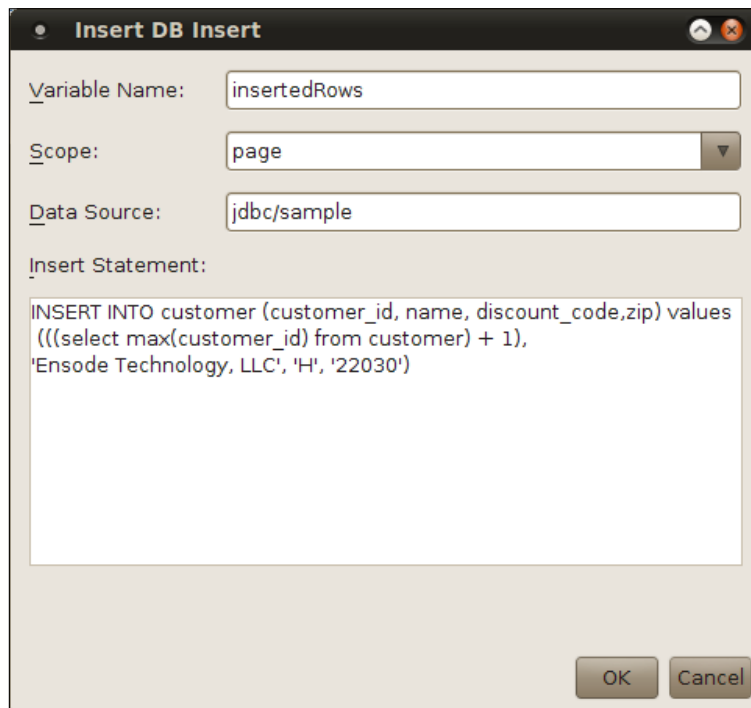 Insert DB Insert
Variable Name: insertedRows
Scope: page
Data Source: jdbc/sample
Insert Statement:
INSERT INTO customer (customer_id, name, discount_code,zip) values
(((select max(customer_id) from customer) + 1),
'Ensode Technology, LLC', 'H', '22030')
OK Cancel